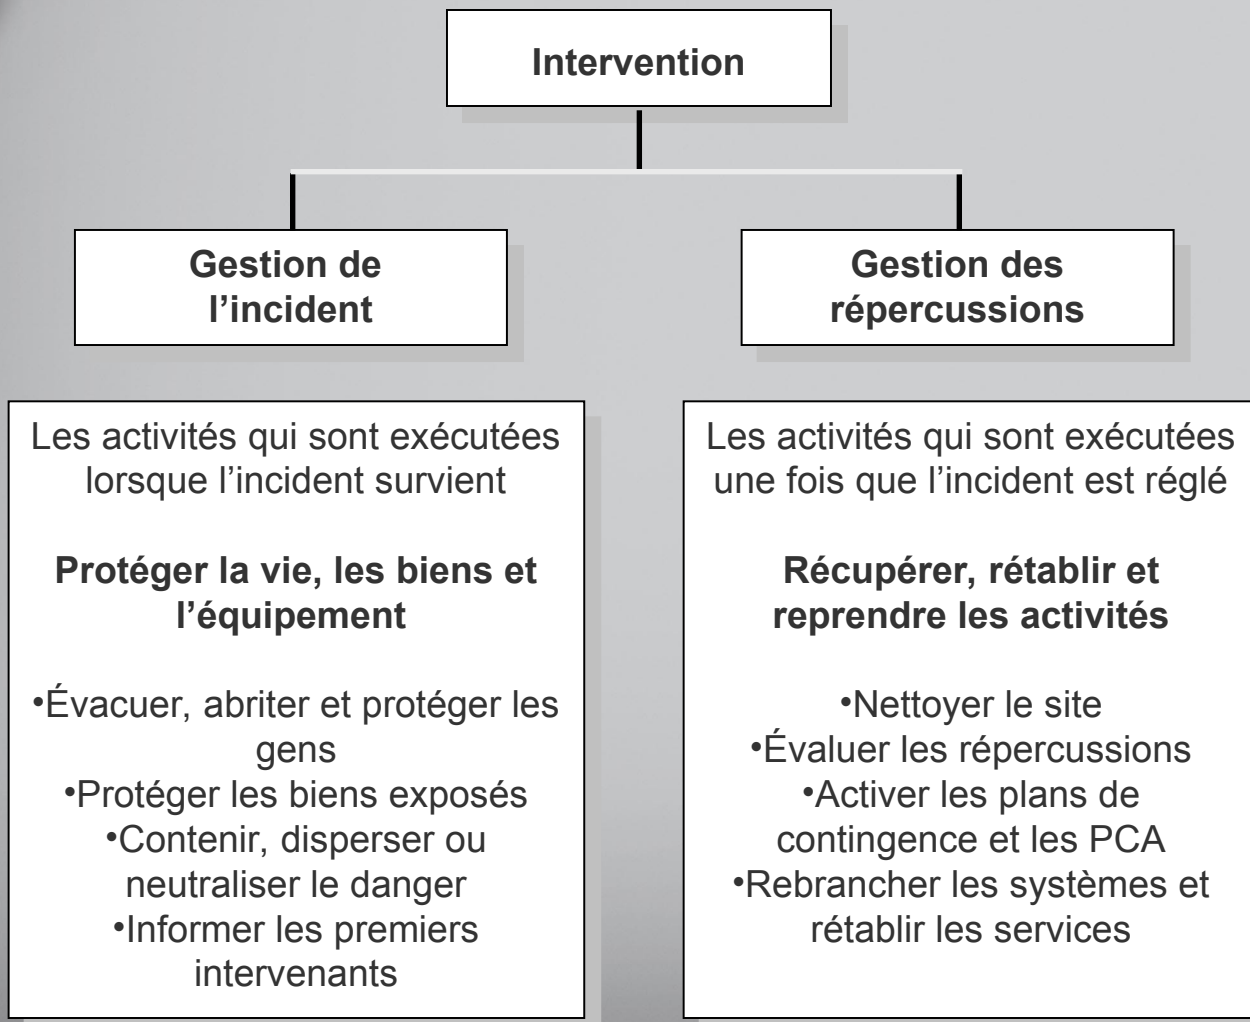 Intervention
Gestion de
l’incident
Gestion des
répercussions
Les activités qui sont exécutées
lorsque l’incident survient
Protéger la vie, les biens et
l’équipement
•Évacuer, abriter et protéger les
gens
•Protéger les biens exposés
•Contenir, disperser ou
neutraliser le danger
•Informer les premiers
intervenants
Les activités qui sont exécutées
une fois que l’incident est réglé
Récupérer, rétablir et
reprendre les activités
•Nettoyer le site
•Évaluer les répercussions
•Activer les plans de
contingence et les PCA
•Rebrancher les systèmes et
rétablir les services